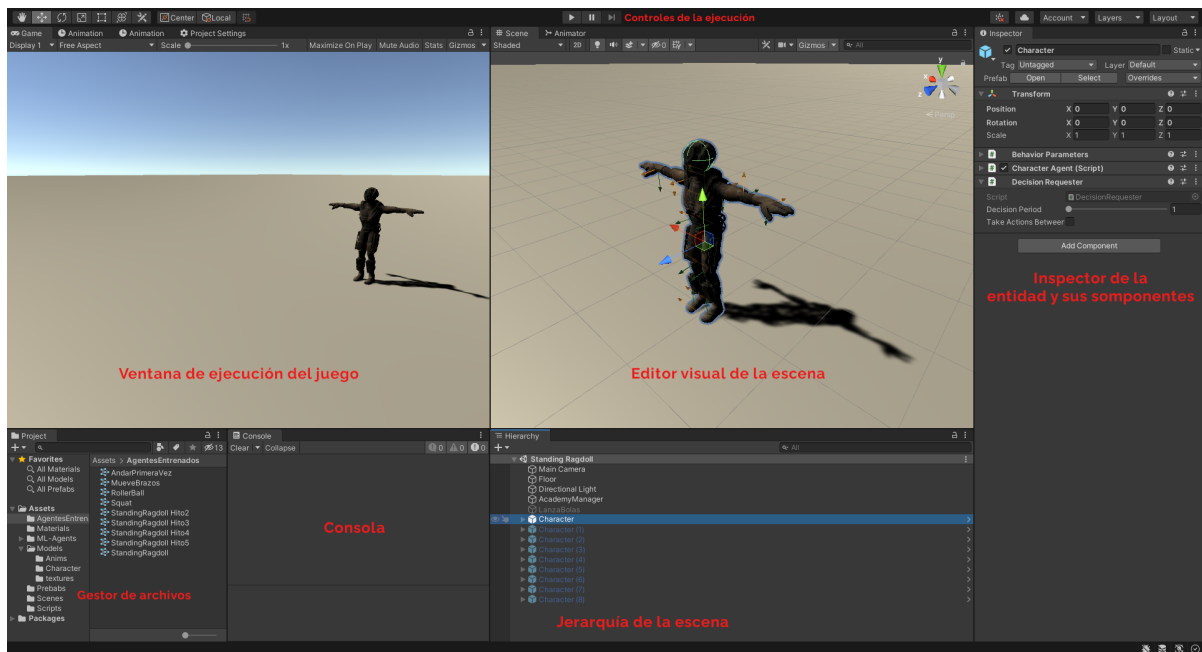 Center Local
Controles de la ejecución
Account Layers Layout
Game Animation Animation Project Settings
Display 1 Free Aspect Scale 1x Maximize On Play Mute Audio Stats Gizmos
Ventana de ejecución del juego
Scene Animator
Shaded 2D 0 Gizmos All
y
x
z
Persp
Editor visual de la escena
Inspector
Character Static
Tag Untagged Layer Default
Prefab Open Select Overrides
Transform
Position X 0 Y 0 Z 0
Rotation X 0 Y 0 Z 0
Scale X 1 Y 1 Z 1
Behavior Parameters
Character Agent (Script)
Decision Requester
Script DecisionRequester
Decision Period 1
Take Actions Betweer
Add Component
Inspector de la
entidad y sus somponentes
Project
13
Favorites
All Materials
All Models
All Prefabs
Assets
AgentesEntren
Materials
ML-Agents
Models
Anims
Character
textures
Prebabs
Scenes
Scripts
Packages
Assets > AgentesEntrenados
AndarPrimeraVez
MueveBrazos
RollerBall
Squat
StandingRagdoll Hito2
StandingRagdoll Hito3
StandingRagdoll Hito4
StandingRagdoll Hito5
StandingRagdoll
Gestor de archivos
Console
Clear Collapse 0 0 0
Consola
Hierarchy
All
Standing Ragdoll
Main Camera
Floor
Directional Light
AcademyManager
LanzaBolas
Character
Character (1)
Character (2)
Character (3)
Character (4)
Character (5)
Character (6)
Character (7)
Character (8)
Jerarquía de la escena